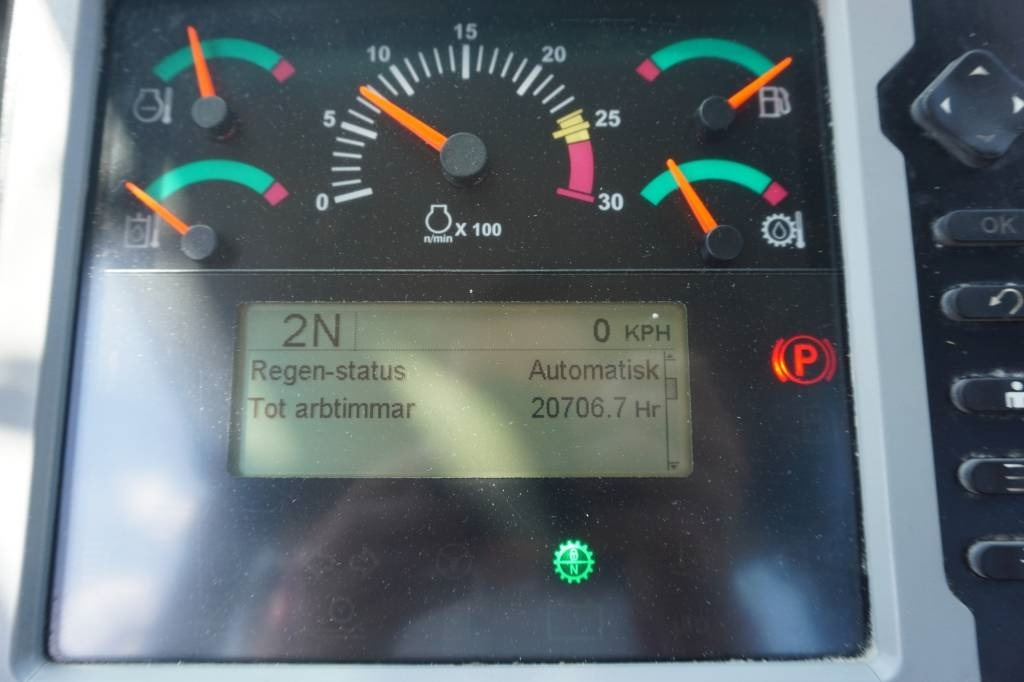 15
10 20
5 25
0 30
n/min X 100
2N 0 KPH
Regen-status Automatisk
Tot arbtimmar 20706.7 Hr
P
N
OK